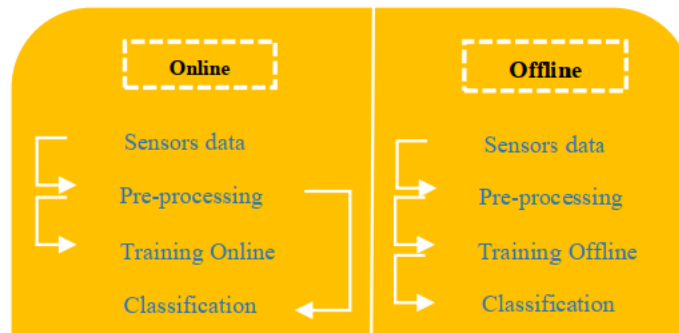 Online
Sensors data
Pre-processing
Training Online
Classification
Offline
Sensors data
Pre-processing
Training Offline
Classification